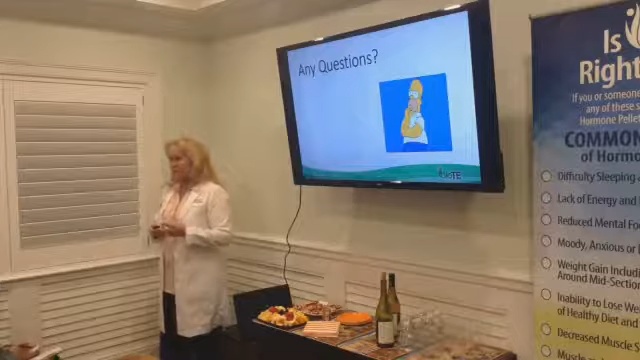 Any Questions?
Is
Right
If you or someone
any of these s
Hormone Pellet
COMMON
of Hormo
Difficulty Sleeping
Lack of Energy and
Reduced Mental Fo
Moody, Anxious or
Weight Gain Includi
Around Mid-Section
Inability to Lose Wei
of Healthy Diet and
Decreased Muscle S